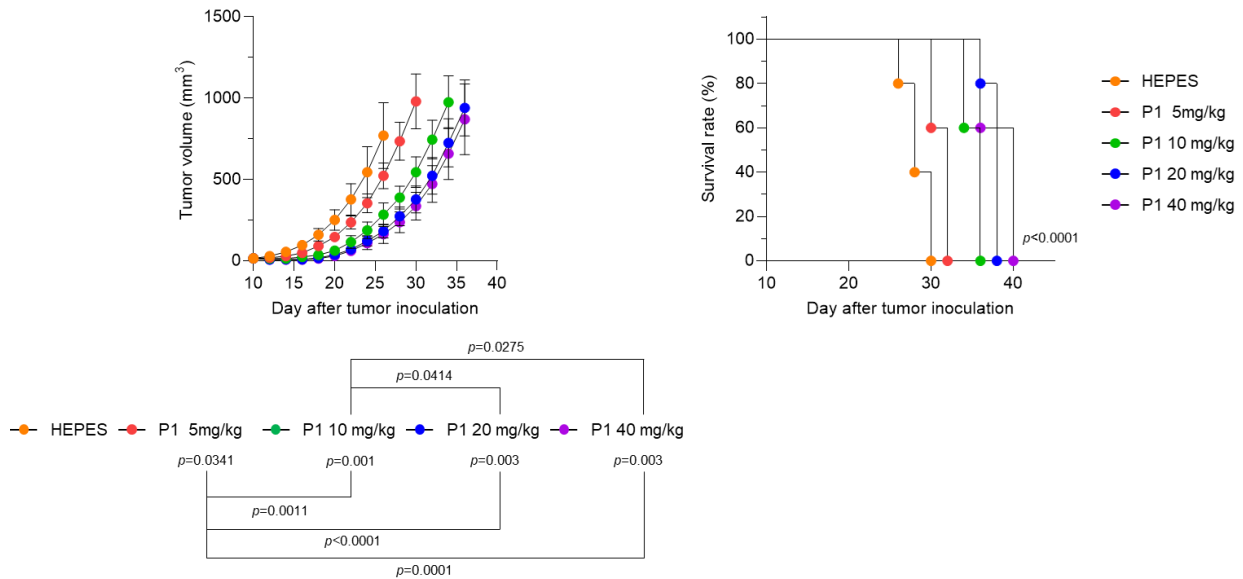 1500
1000
500
0
Tumor volume (mm³)
10 15 20 25 30 35 40
Day after tumor inoculation
100
80
60
40
20
0
Survival rate (%)
p<0.0001
10 20 30 40
Day after tumor inoculation
HEPES
P1 5mg/kg
P1 10 mg/kg
P1 20 mg/kg
P1 40 mg/kg
p=0.0275
p=0.0414
HEPES P1 5mg/kg P1 10 mg/kg P1 20 mg/kg P1 40 mg/kg
p=0.0341 p=0.001 p=0.003 p=0.003
p=0.0011
p<0.0001
p=0.0001